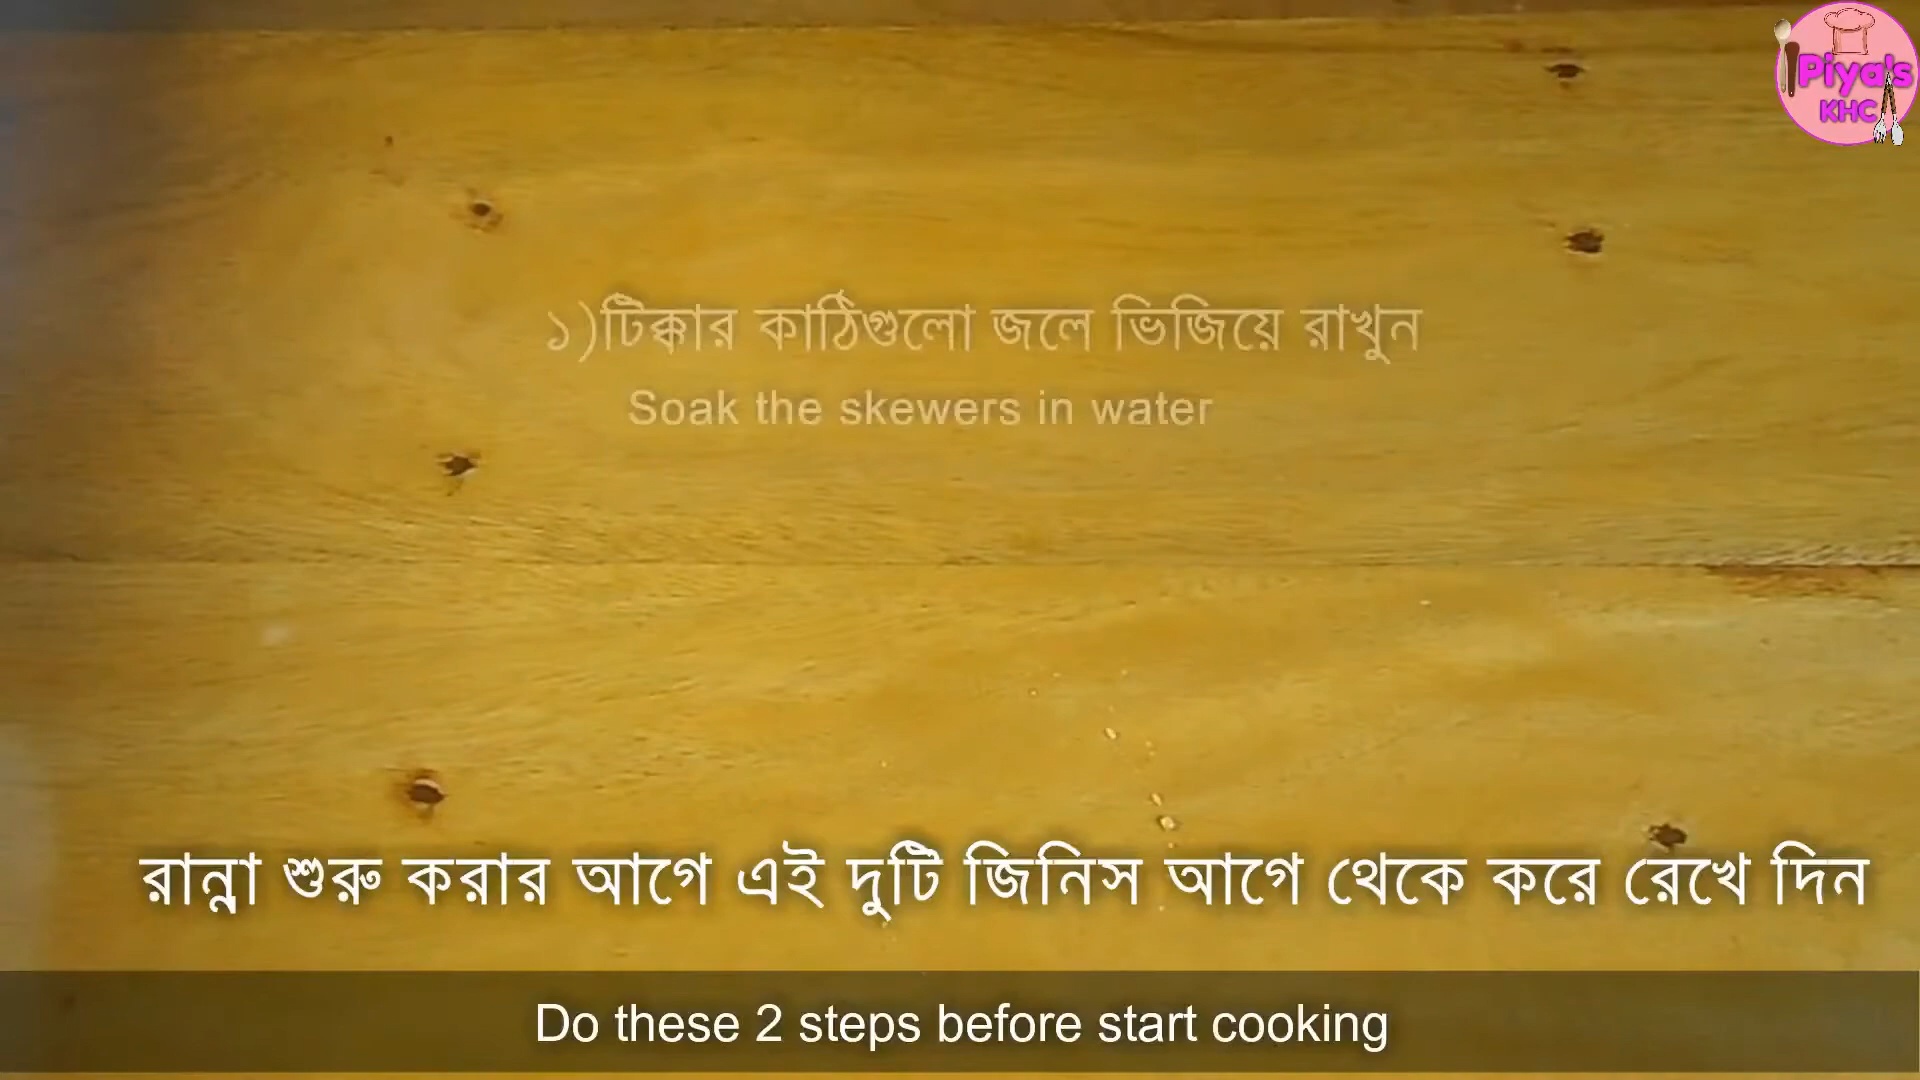 Piya's
KHC
১)টিক্কার কাঠিগুলো জলে ভিজিয়ে রাখুন
Soak the skewers in water
রান্না শুরু করার আগে এই দুটি জিনিস আগে থেকে করে রেখে দিন
Do these 2 steps before start cooking